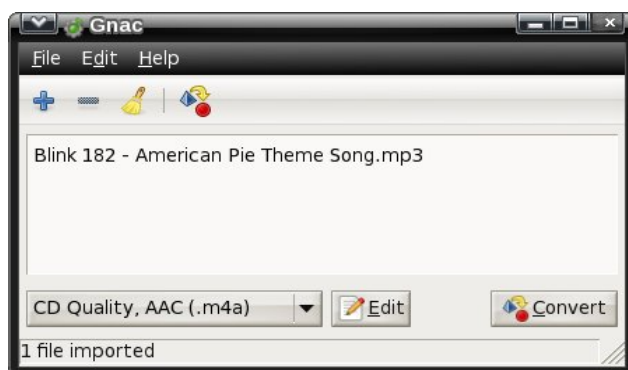 Gnac
File Edit Help
Blink 182 - American Pie Theme Song.mp3
CD Quality, AAC (.m4a) Edit Convert
1 file imported